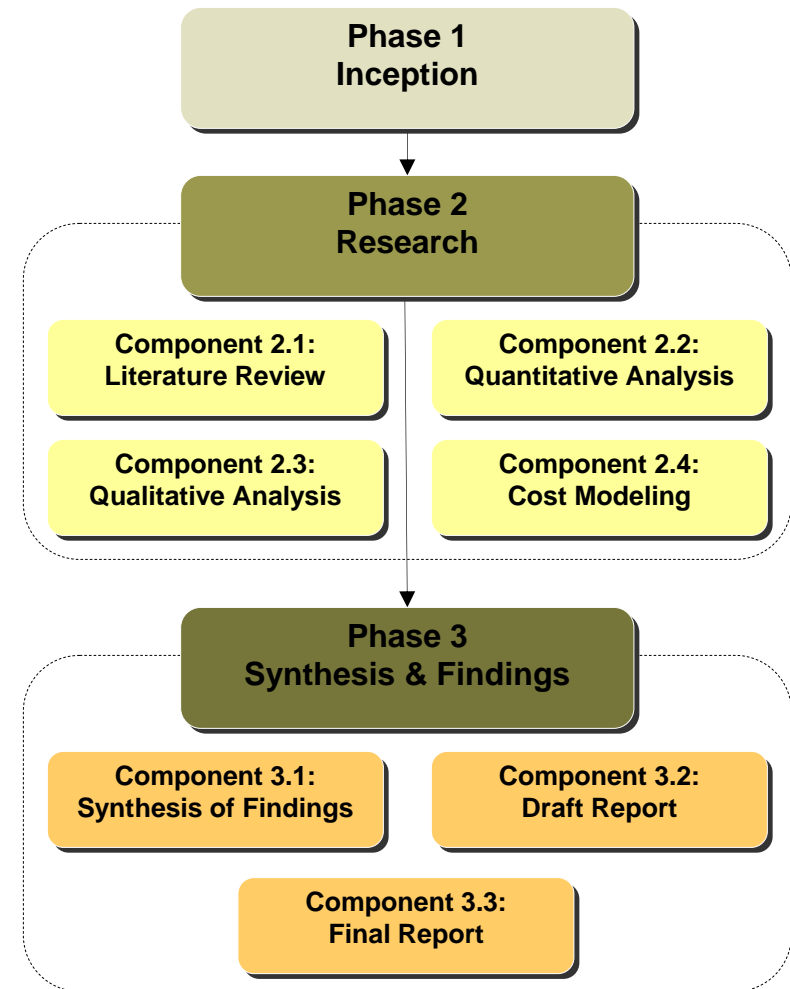 Phase 1
Inception
Phase 2
Research
Component 2.1:
Literature Review
Component 2.2:
Quantitative Analysis
Component 2.3:
Qualitative Analysis
Component 2.4:
Cost Modeling
Phase 3
Synthesis & Findings
Component 3.1:
Synthesis of Findings
Component 3.2:
Draft Report
Component 3.3:
Final Report